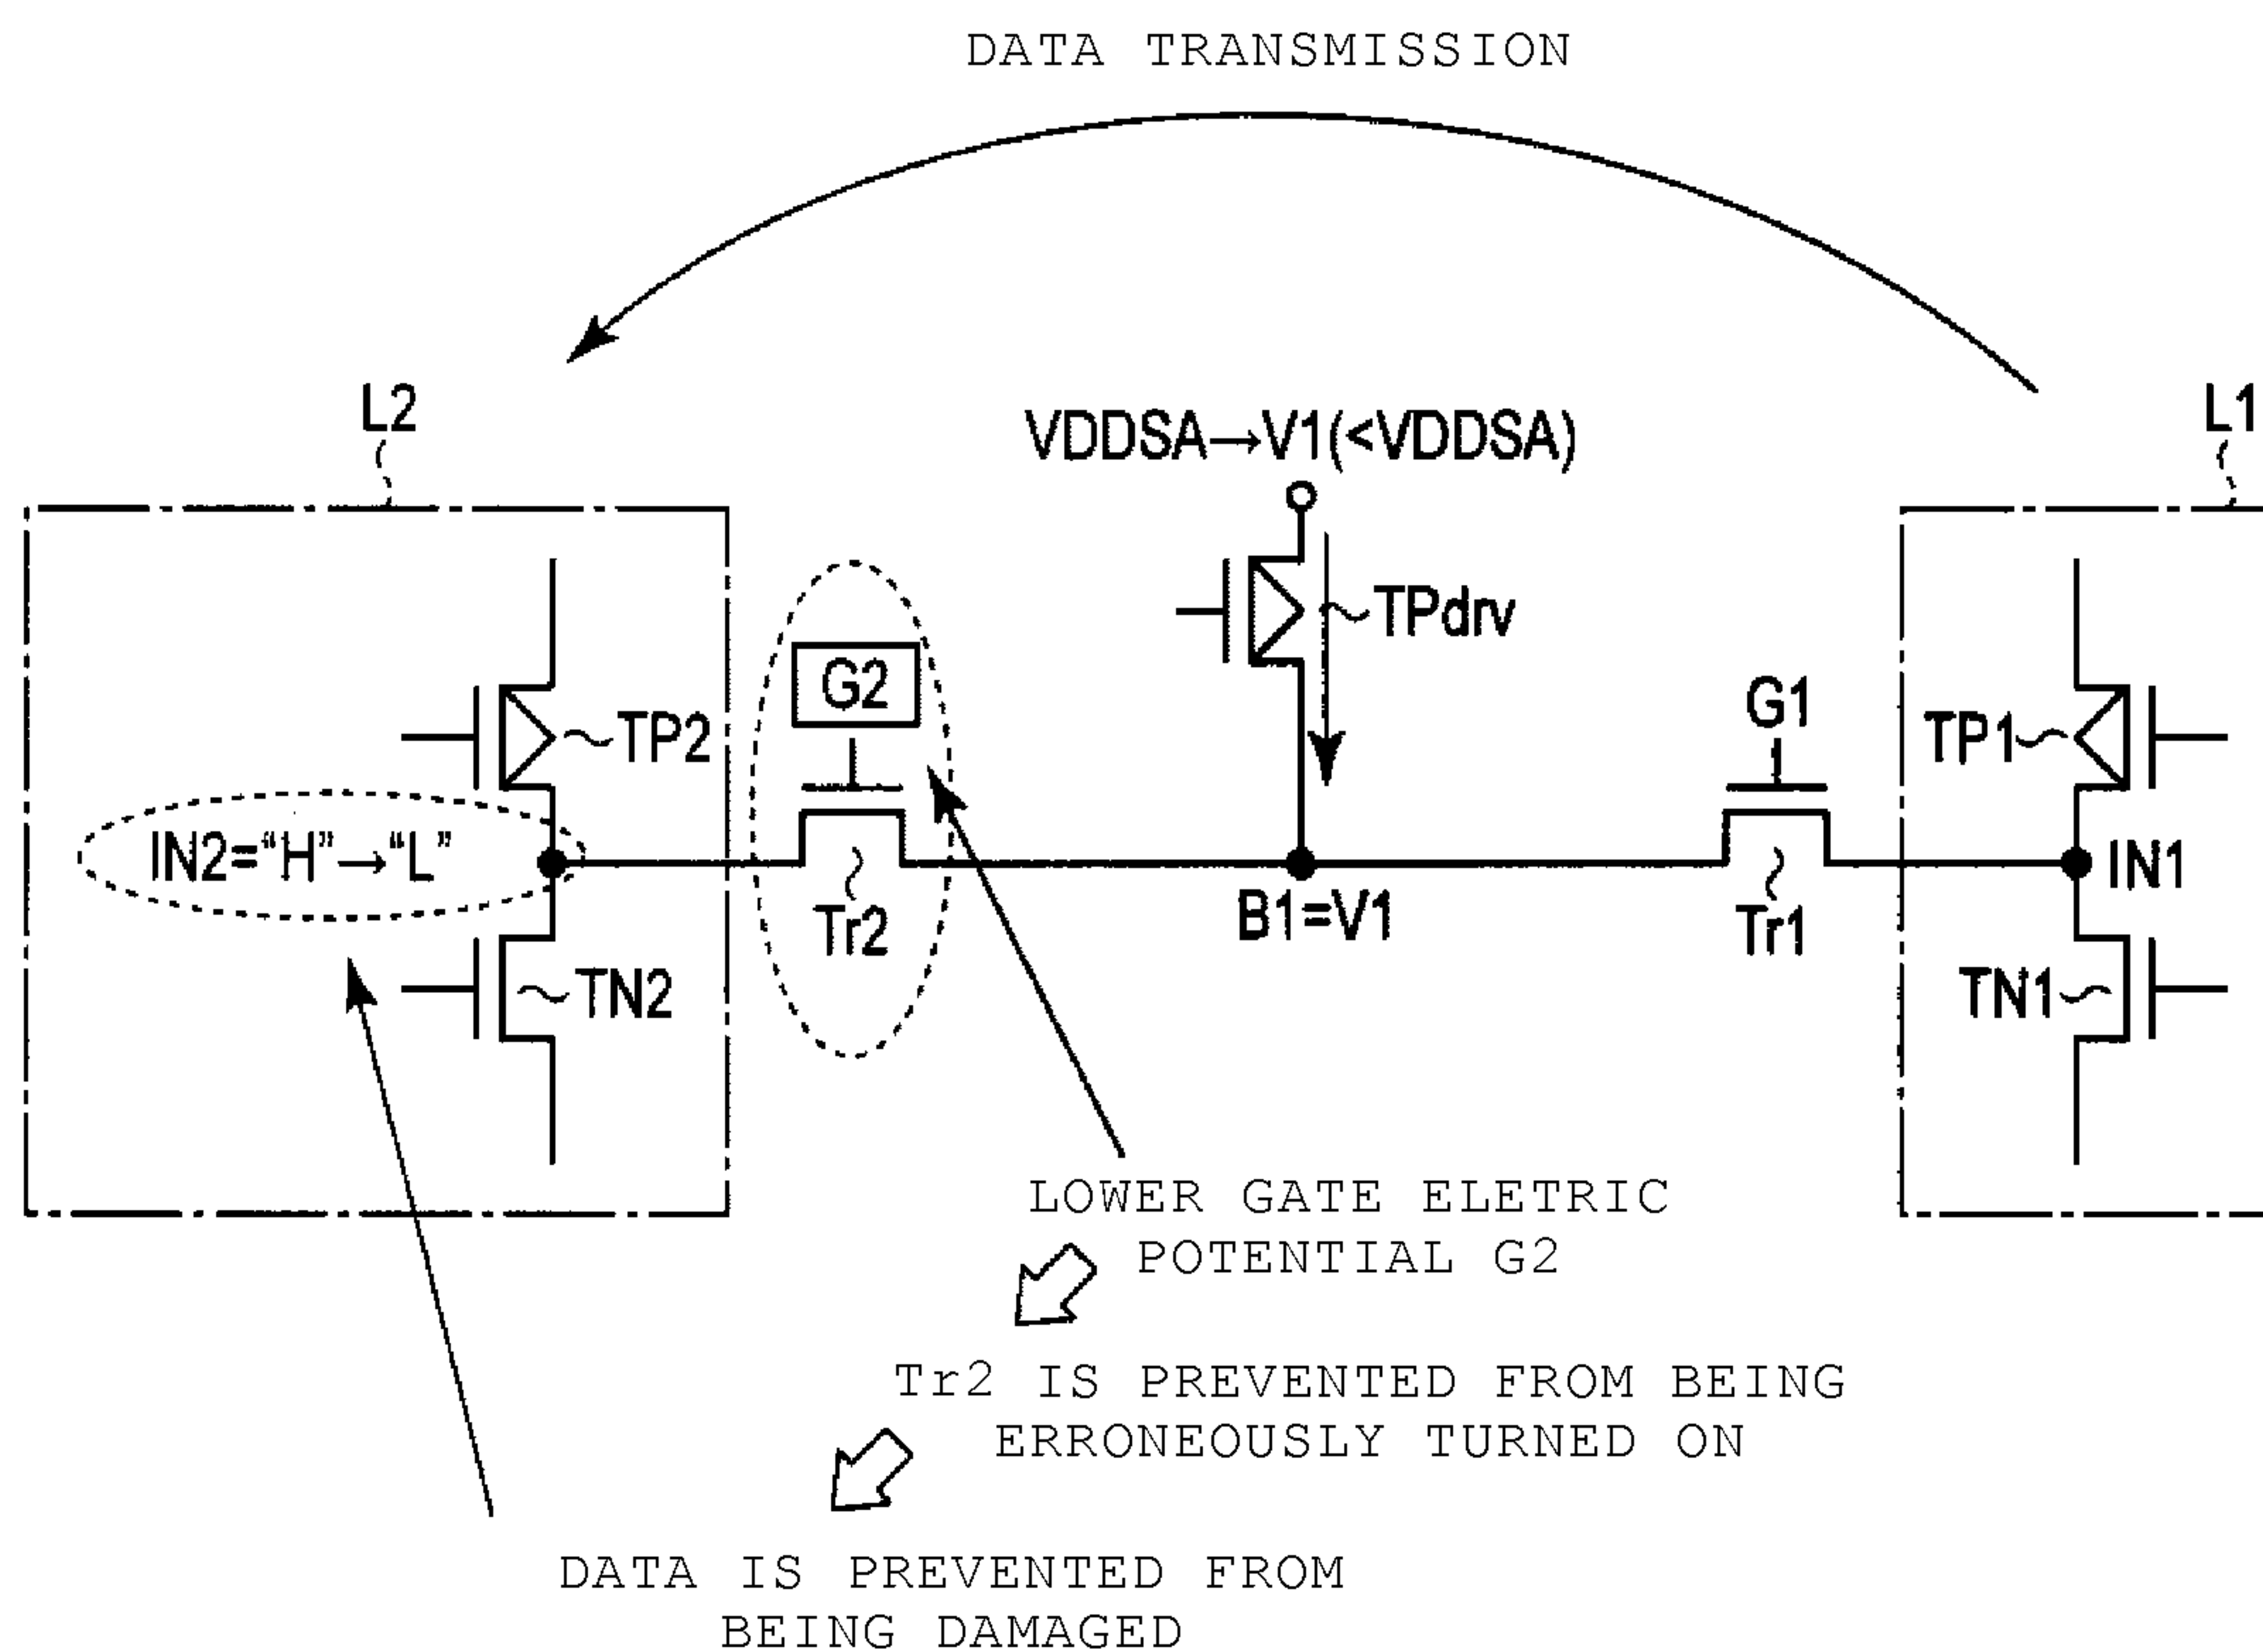 DATA TRANSMISSION
L2
VDDSA→V1(<VDDSA)
L1
TPdrv
G2
G1
TP2
TP1
IN2=“H”→“L”
Tr2
B1=V1
Tr1
IN1
TN2
TN1
LOWER GATE ELETRIC
POTENTIAL G2
Tr2 IS PREVENTED FROM BEING
ERRONEOUSLY TURNED ON
DATA IS PREVENTED FROM
BEING DAMAGED